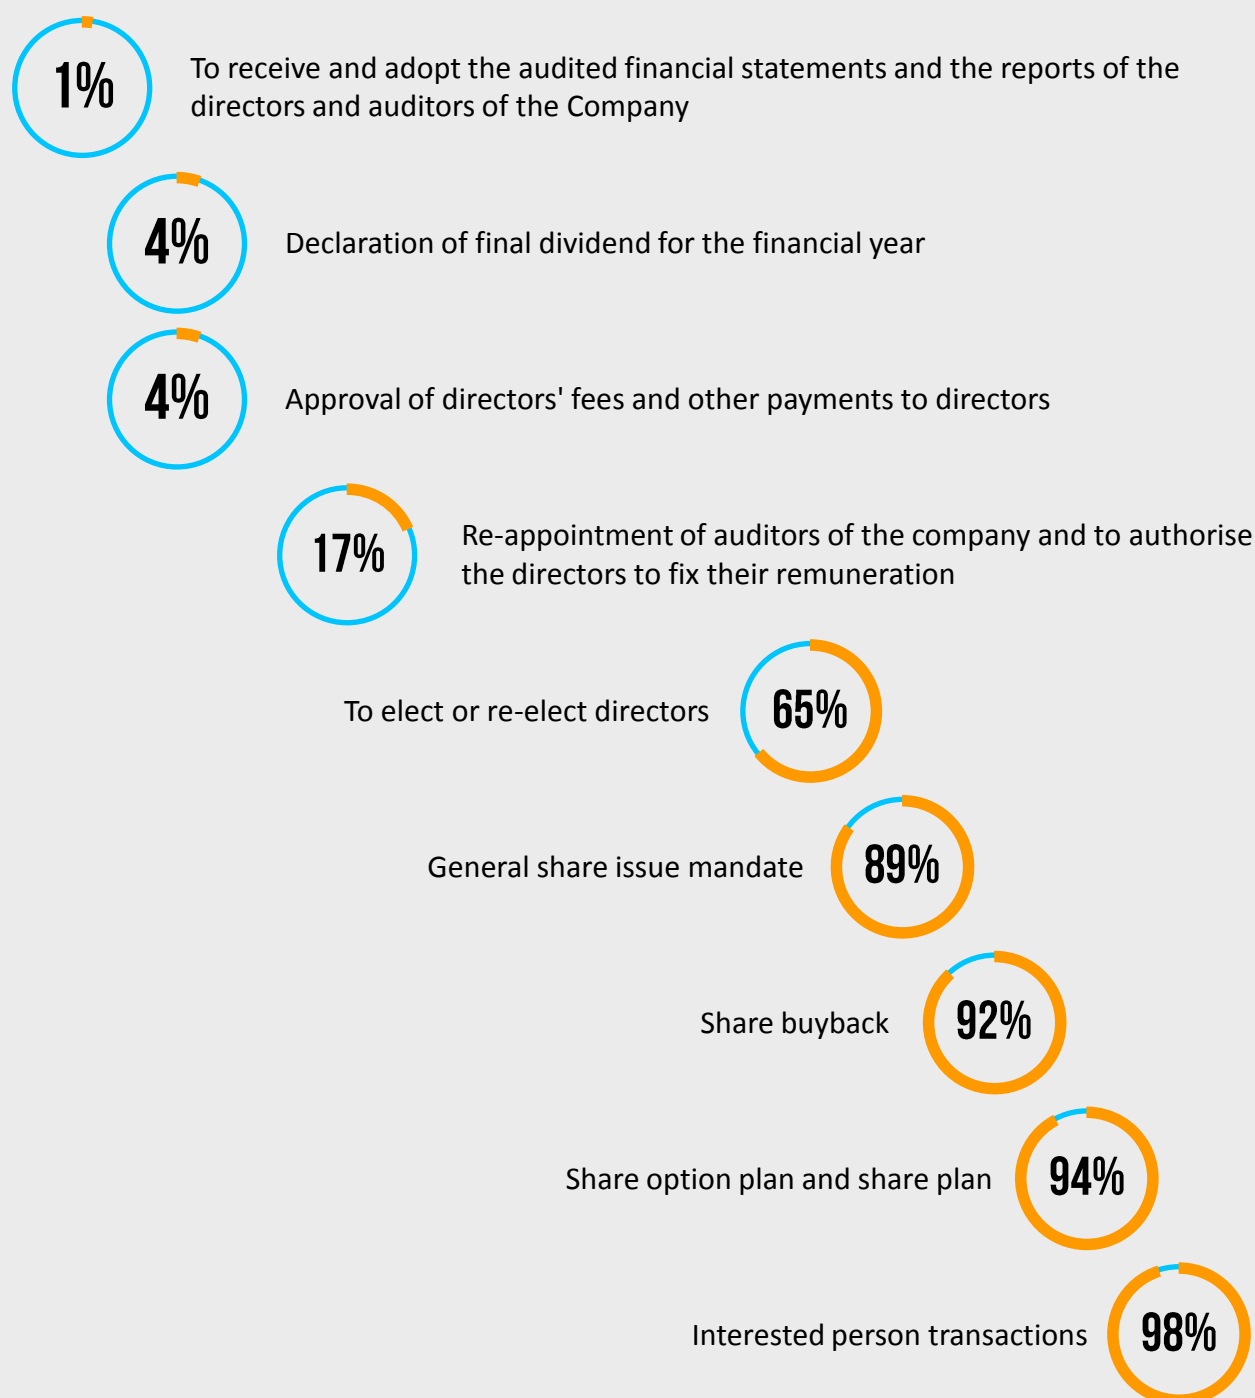 1%
To receive and adopt the audited financial statements and the reports of the
directors and auditors of the Company
4%
Declaration of final dividend for the financial year
4%
Approval of directors' fees and other payments to directors
17%
Re-appointment of auditors of the company and to authorise
the directors to fix their remuneration
To elect or re-elect directors
65%
General share issue mandate
89%
Share buyback
92%
Share option plan and share plan
94%
Interested person transactions
98%